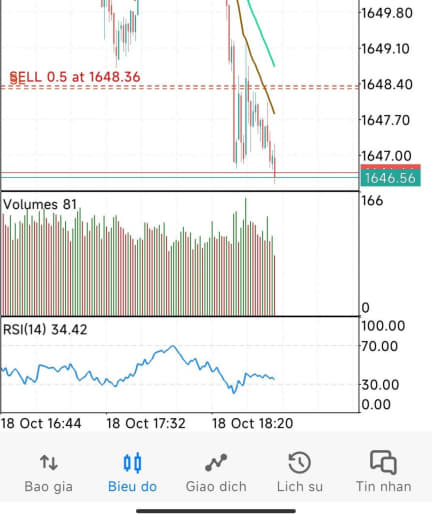 1649.80
1649.10
SELL 0.5 at 1648.36
1648.40
1647.70
1647.00
1646.56
Volumes 81
166
0
RSI(14) 34.42
100.00
70.00
30.00
0.00
18 Oct 16:44 18 Oct 17:32 18 Oct 18:20
Bao gia Bieu do Giao dich Lich su Tin nhan